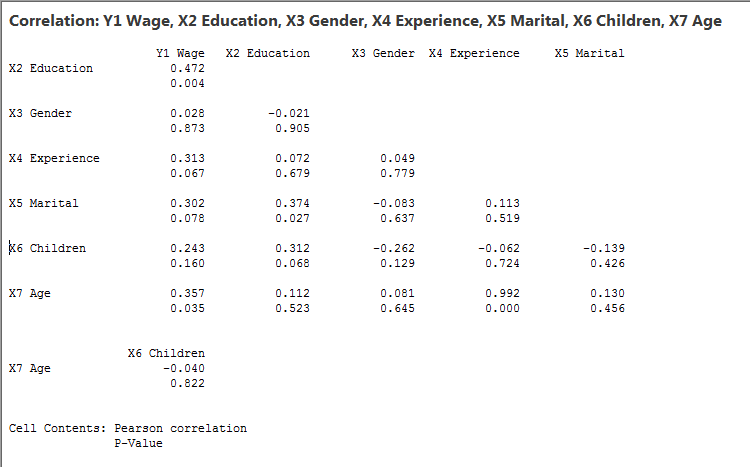 Correlation: Y1 Wage, X2 Education, X3 Gender, X4 Experience, X5 Marital, X6 Children, X7 Age
Y1 Wage X2 Education X3 Gender X4 Experience X5 Marital
X2 Education 0.472
0.004
X3 Gender 0.028 -0.021
0.873 0.905
X4 Experience 0.313 0.072 0.049
0.067 0.679 0.779
X5 Marital 0.302 0.374 -0.083 0.113
0.078 0.027 0.637 0.519
X6 Children 0.243 0.312 -0.262 -0.062 -0.139
0.160 0.068 0.129 0.724 0.426
X7 Age 0.357 0.112 0.081 0.992 0.130
0.035 0.523 0.645 0.000 0.456
X6 Children
X7 Age -0.040
0.822
Cell Contents: Pearson correlation
P-Value